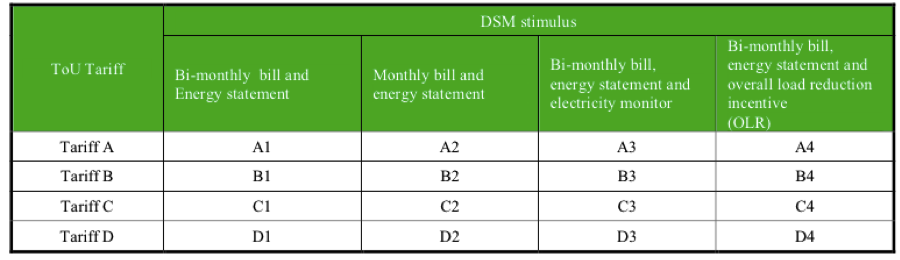 DSM stimulus
ToU Tariff
Bi-monthly bill and
Energy statement
Monthly bill and
energy statement
Bi-monthly bill,
energy statement and
electricity monitor
Bi-monthly bill,
energy statement and
overall load reduction
incentive
(OLR)
Tariff A A1 A2 A3 A4
Tariff B B1 B2 B3 B4
Tariff C C1 C2 C3 C4
Tariff D D1 D2 D3 D4